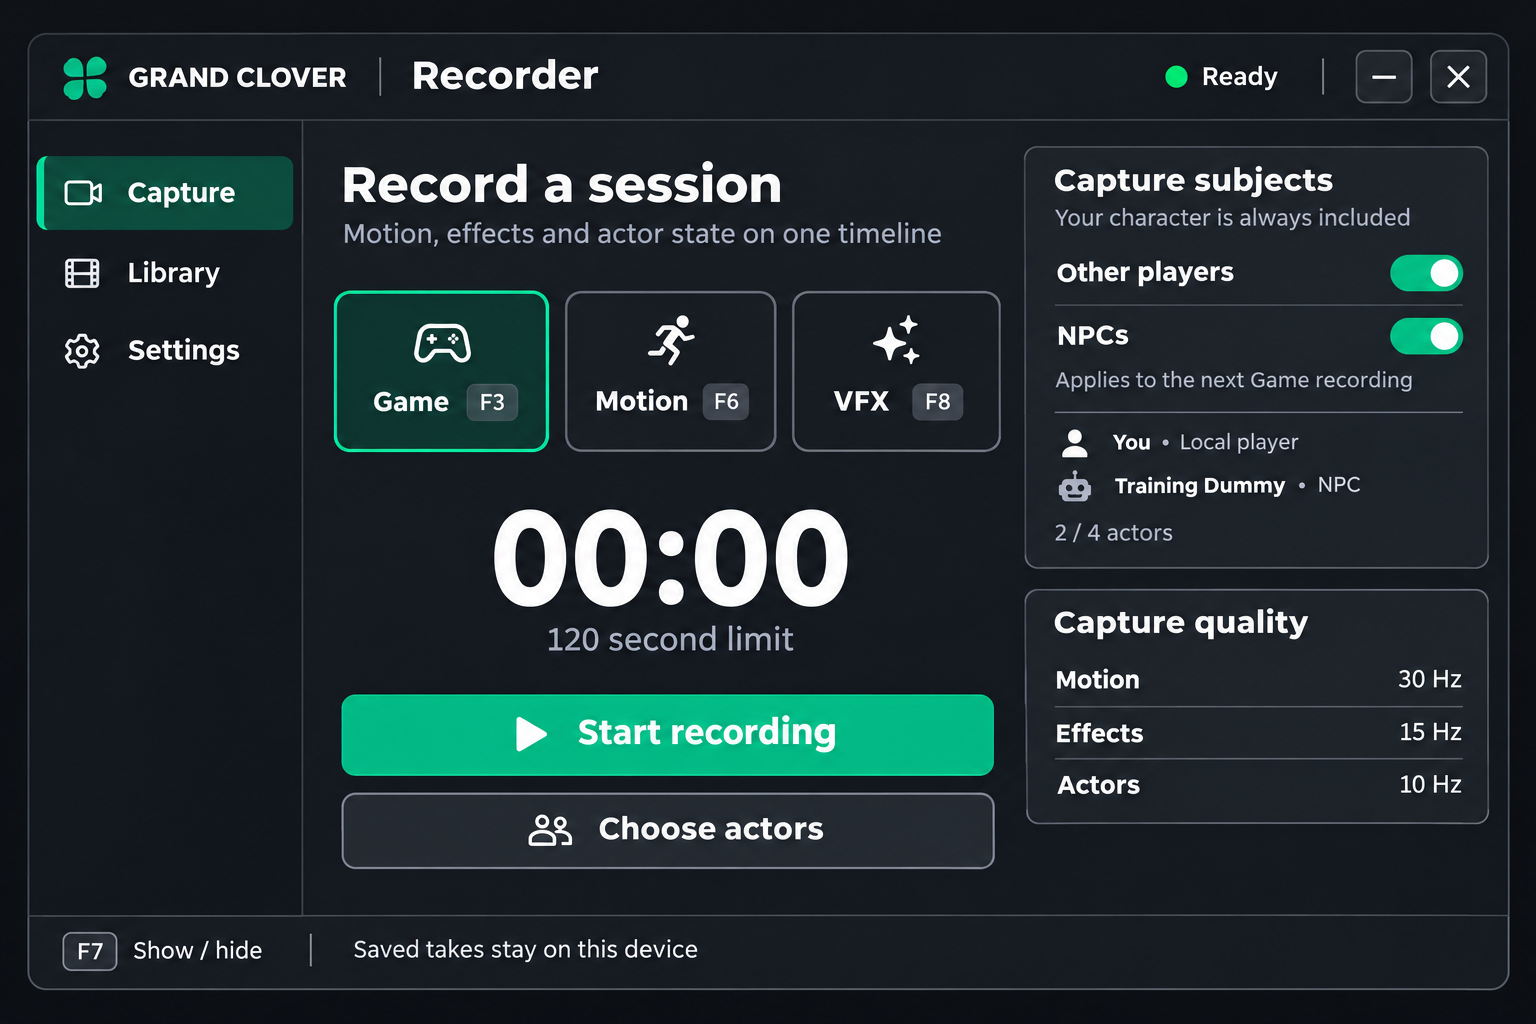 GRAND CLOVER
Recorder
Ready
Capture
Library
Settings
Record a session
Motion, effects and actor state on one timeline
Game F3
Motion F6
VFX F8
00:00
120 second limit
Start recording
Choose actors
Capture subjects
Your character is always included
Other players
NPCs
Applies to the next Game recording
You • Local player
Training Dummy • NPC
2 / 4 actors
Capture quality
Motion 30 Hz
Effects 15 Hz
Actors 10 Hz
F7 Show / hide
Saved takes stay on this device